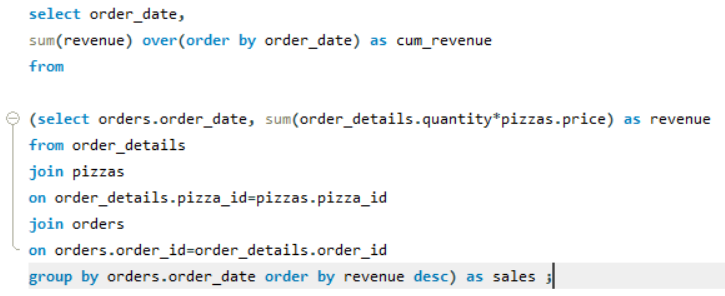 select order_date,
sum(revenue) over(order by order_date) as cum_revenue
from
(select orders.order_date, sum(order_details.quantity*pizzas.price) as revenue
from order_details
join pizzas
on order_details.pizza_id=pizzas.pizza_id
join orders
on orders.order_id=order_details.order_id
group by orders.order_date order by revenue desc) as sales ;